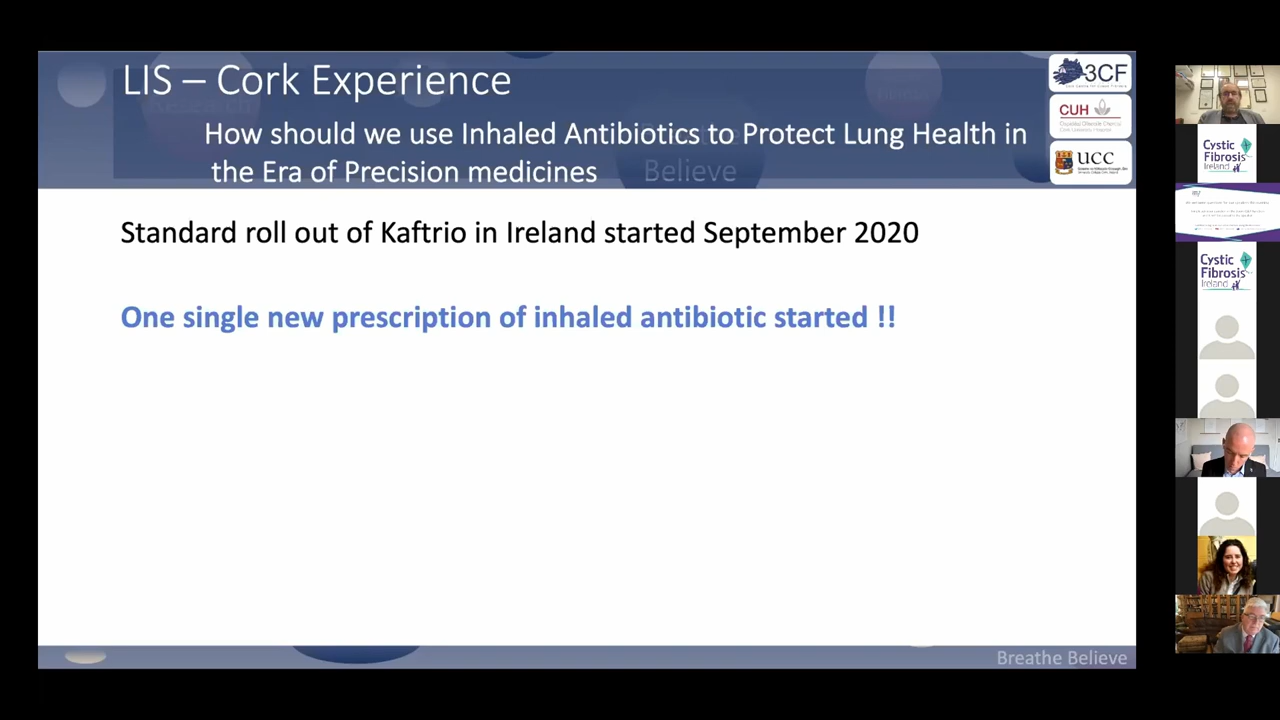 LIS – Cork Experience
How should we use Inhaled Antibiotics to Protect Lung Health in
the Era of Precision medicines
Believe
3CF
CUH
UCC
Standard roll out of Kaftrio in Ireland started September 2020
One single new prescription of inhaled antibiotic started !!
Breathe Believe
Cystic
Fibrosis
Ireland
Cystic
Fibrosis
Ireland